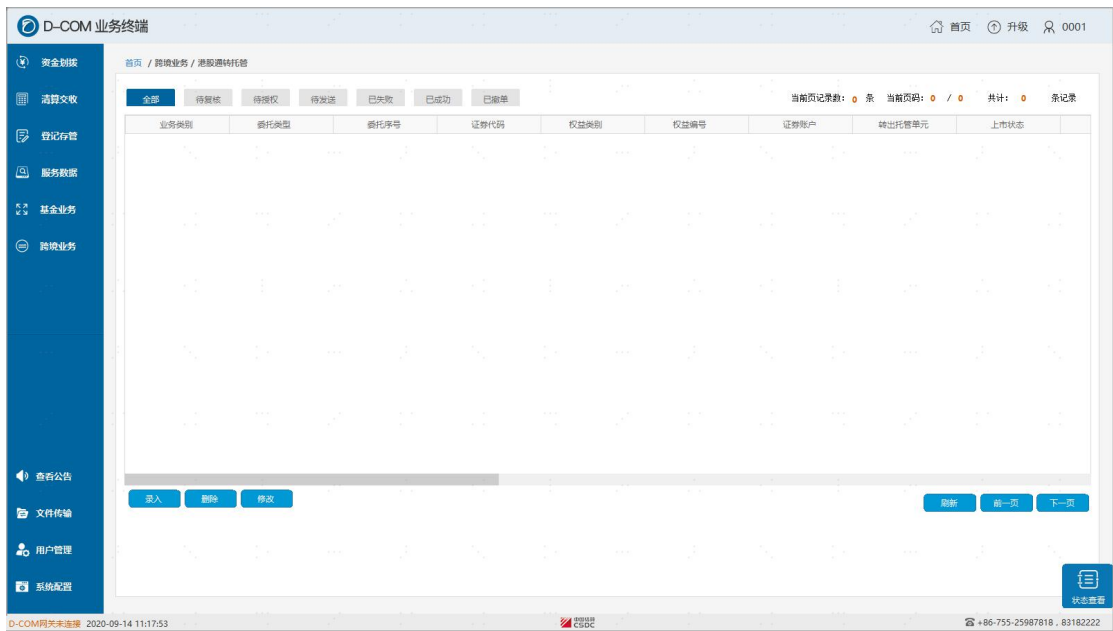 D-COM 业务终端
首页 升级 0001
资金划拨
清算交收
登记存管
服务数据
基金业务
跨境业务
查看公告
文件传输
用户管理
系统配置
首页 / 跨境业务 / 港股通转托管
全部 待复核 待授权 待发送 已失败 已成功 已撤单
当前页记录数: 0 条 当前页码: 0 / 0 共计: 0 条记录
业务类别 委托类型 委托序号 证券代码 权益类别 权益编号 证券账户 转出托管单元 上市状态
录入 删除 修改
刷新 前一页 下一页
状态查看
D-COM网关未连接 2020-09-14 11:17:53
中国结算
CSDC
+86-755-25987818 , 83182222